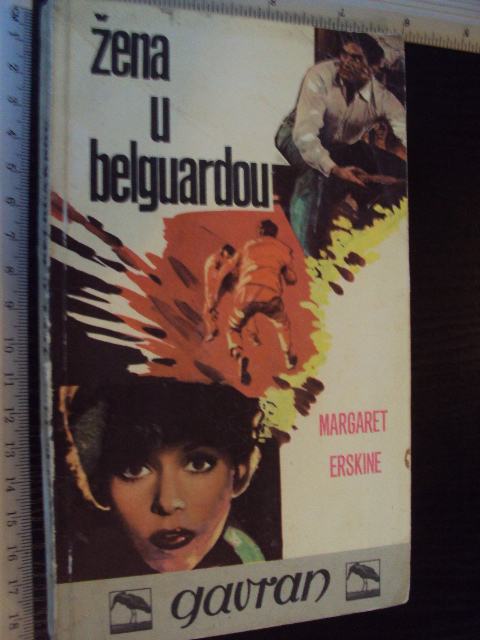 žena
u
belguardou
MARGARET
ERSKINE
gavran